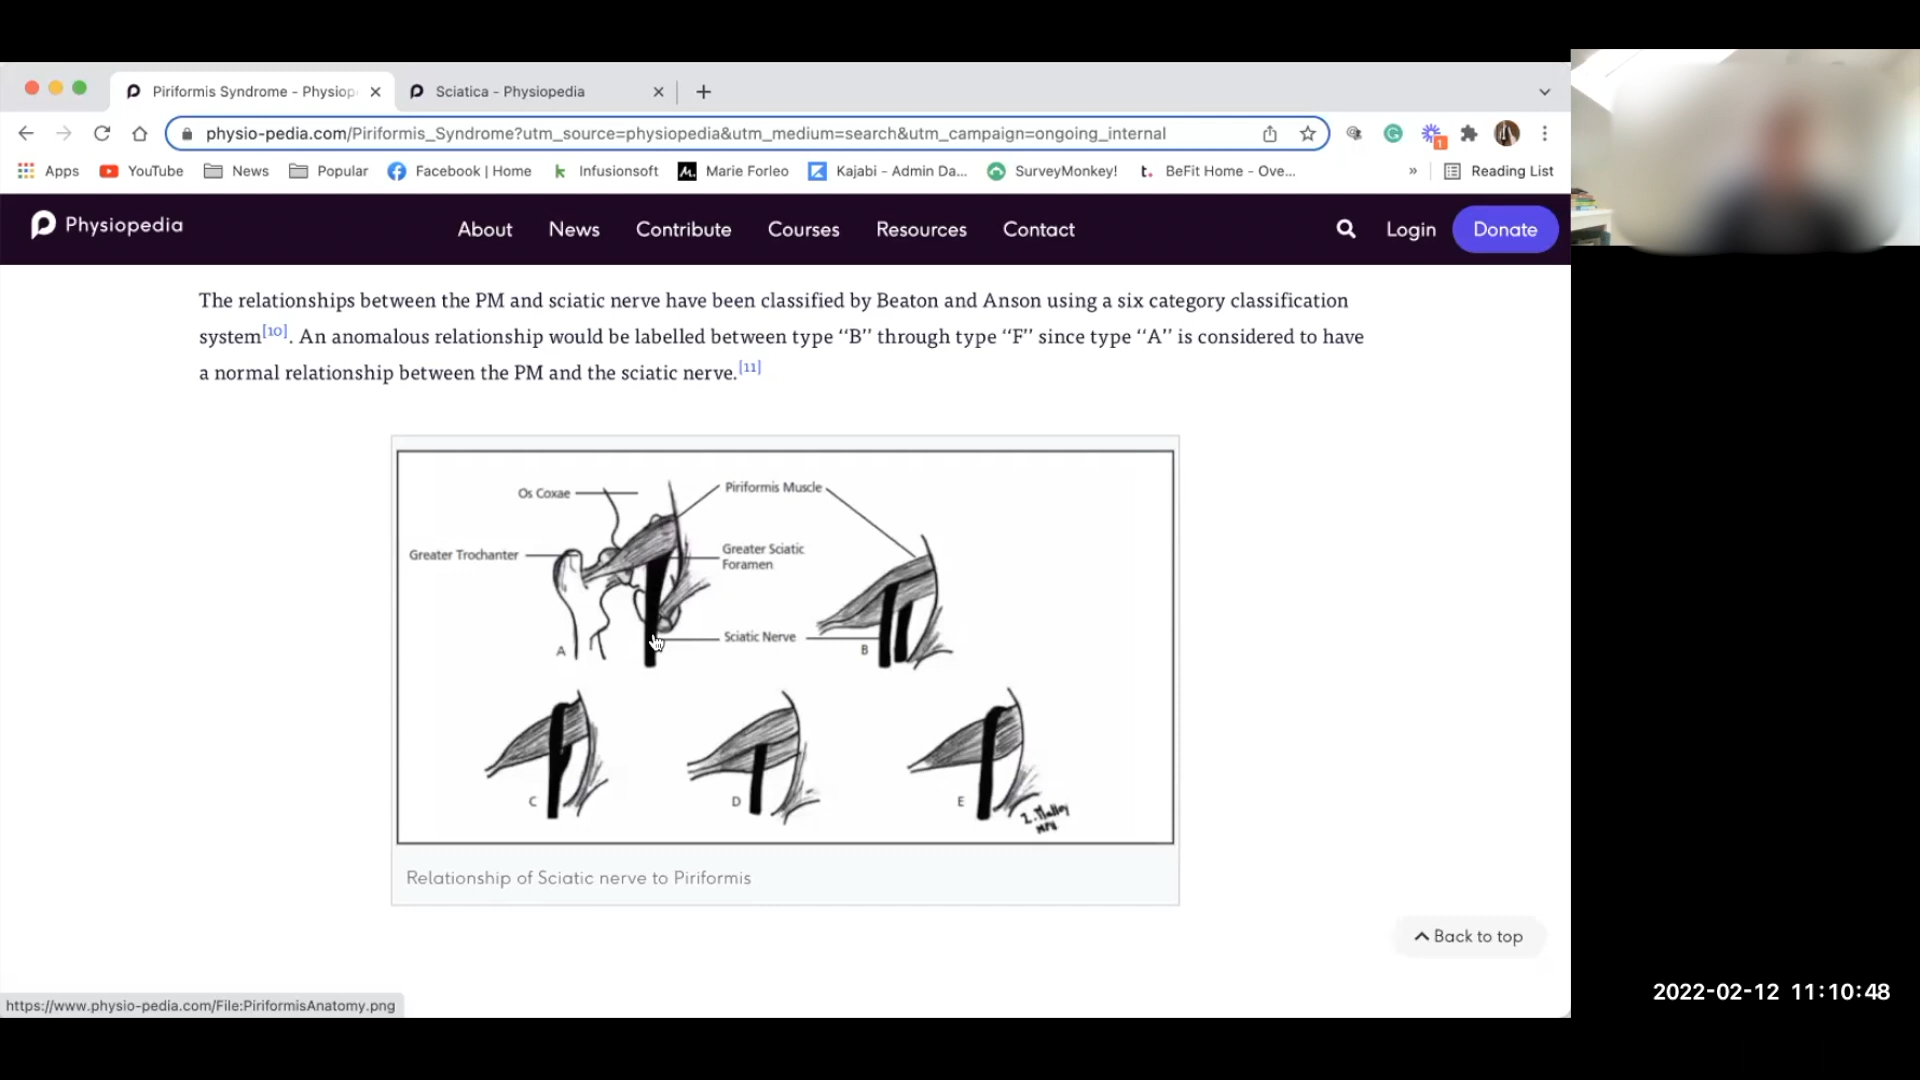 Piriformis Syndrome - Physiop
Sciatica - Physiopedia
physio-pedia.com/Piriformis_Syndrome?utm_source=physiopedia&utm_medium=search&utm_campaign=ongoing_internal
1
Apps YouTube News Popular Facebook | Home Infusionsoft M. Marie Forleo Kajabi - Admin Da... SurveyMonkey! t. BeFit Home - Ove... » Reading List
Physiopedia About News Contribute Courses Resources Contact Login Donate
The relationships between the PM and sciatic nerve have been classified by Beaton and Anson using a six category classification
system[10]. An anomalous relationship would be labelled between type “B” through type “F” since type “A” is considered to have
a normal relationship between the PM and the sciatic nerve.[11]
Os Coxae
Piriformis Muscle
Greater Trochanter
Greater Sciatic
Foramen
Sciatic Nerve
A
B
C
D
E
Relationship of Sciatic nerve to Piriformis
Back to top
https://www.physio-pedia.com/File:PiriformisAnatomy.png
2022-02-12 11:10:48